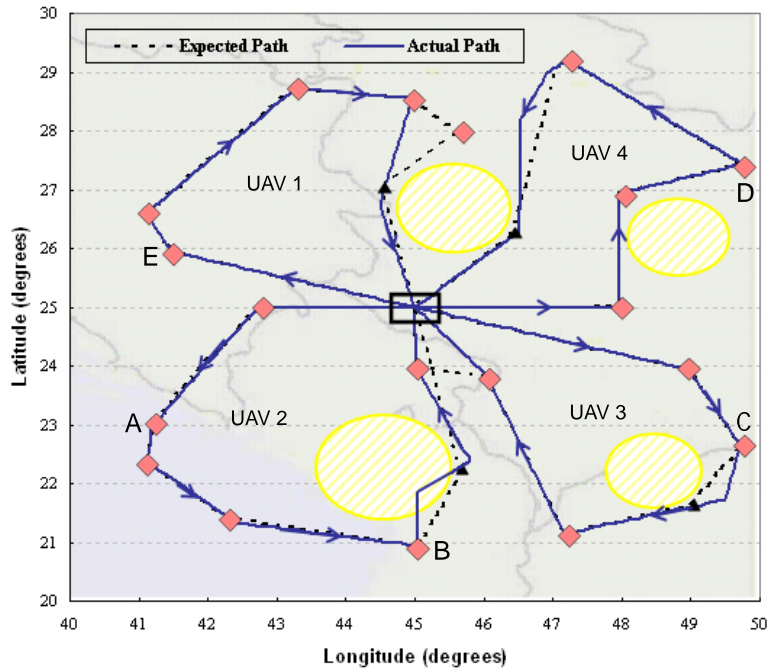 30
Expected Path Actual Path
29
28
UAV 4
UAV 1
27
D
26
E
25
Latitude (degrees)
24
A
UAV 2
UAV 3
C
23
22
B
21
20
40 41 42 43 44 45 46 47 48 49 50
Longitude (degrees)